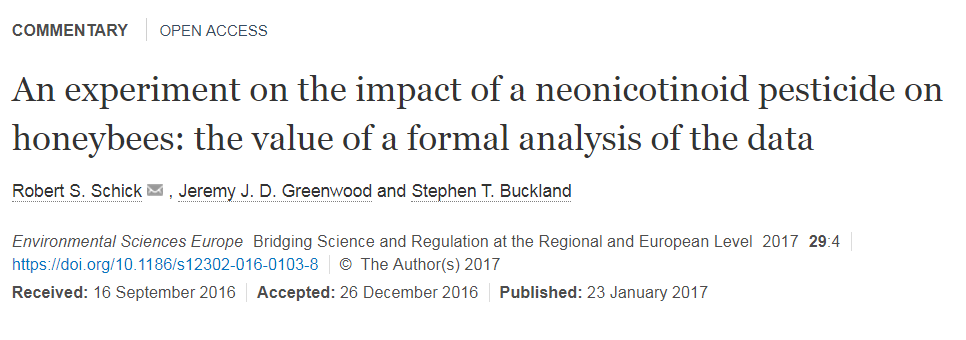 COMMENTARY OPEN ACCESS
An experiment on the impact of a neonicotinoid pesticide on
honeybees: the value of a formal analysis of the data
Robert S. Schick , Jeremy J. D. Greenwood and Stephen T. Buckland
Environmental Sciences Europe Bridging Science and Regulation at the Regional and European Level 2017 29:4
https://doi.org/10.1186/s12302-016-0103-8 © The Author(s) 2017
Received: 16 September 2016 Accepted: 26 December 2016 Published: 23 January 2017